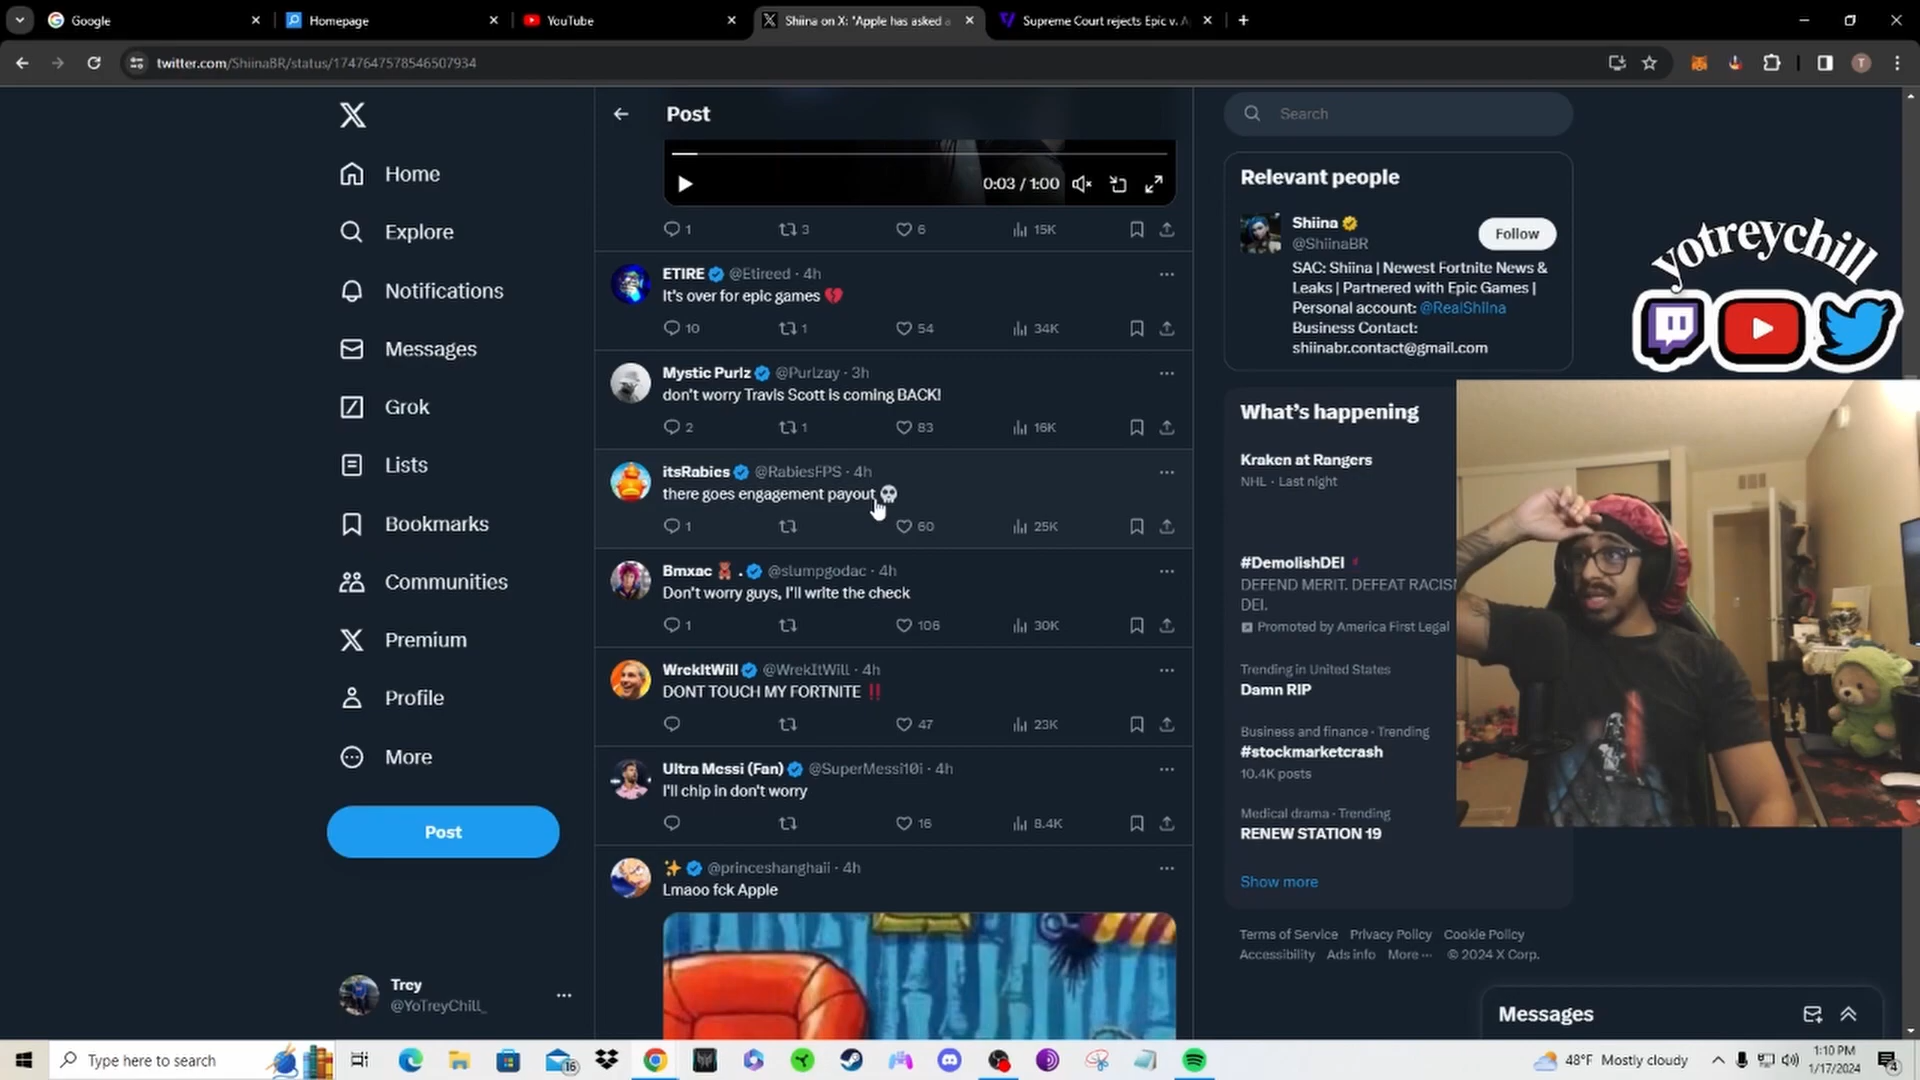 Google
Homepage
YouTube
Shiina on X: "Apple has asked a
Supreme Court rejects Epic v. A
twitter.com/ShiinaBR/status/1747647578546507934
T
Post
Search
Home
Explore
Notifications
Messages
Grok
Lists
Bookmarks
Communities
Premium
Profile
More
Post
Trey
@YoTreyChill_
0:03 / 1:00
1 3 6 15K
ETIRE @Etireed · 4h
It's over for epic games 💔
10 1 54 34K
Mystic Purlz @Purlzay · 3h
don't worry Travis Scott is coming BACK!
2 1 83 16K
itsRabies @RabiesFPS · 4h
there goes engagement payout 💀
1 60 25K
Bmxac 🧸 . @slumpgodac · 4h
Don't worry guys, I'll write the check
1 106 30K
WrekItWill @WrekItWill · 4h
DONT TOUCH MY FORTNITE ‼️
47 23K
Ultra Messi (Fan) @SuperMessi10i · 4h
I'll chip in don't worry
16 8.4K
✨ @princeshanghaii · 4h
Lmaoo fck Apple
Relevant people
Shiina
@ShiinaBR
Follow
SAC: Shiina | Newest Fortnite News &
Leaks | Partnered with Epic Games |
Personal account: @RealShiina
Business Contact:
shiinabr.contact@gmail.com
What's happening
Kraken at Rangers
NHL · Last night
#DemolishDEI
DEFEND MERIT. DEFEAT RACISM
DEI.
Promoted by America First Legal
Trending in United States
Damn RIP
Business and finance · Trending
#stockmarketcrash
10.4K posts
Medical drama · Trending
RENEW STATION 19
Show more
Terms of Service Privacy Policy Cookie Policy
Accessibility Ads info More ··· © 2024 X Corp.
Messages
yotreychill
Type here to search
16
48°F Mostly cloudy
1:10 PM
1/17/2024
4